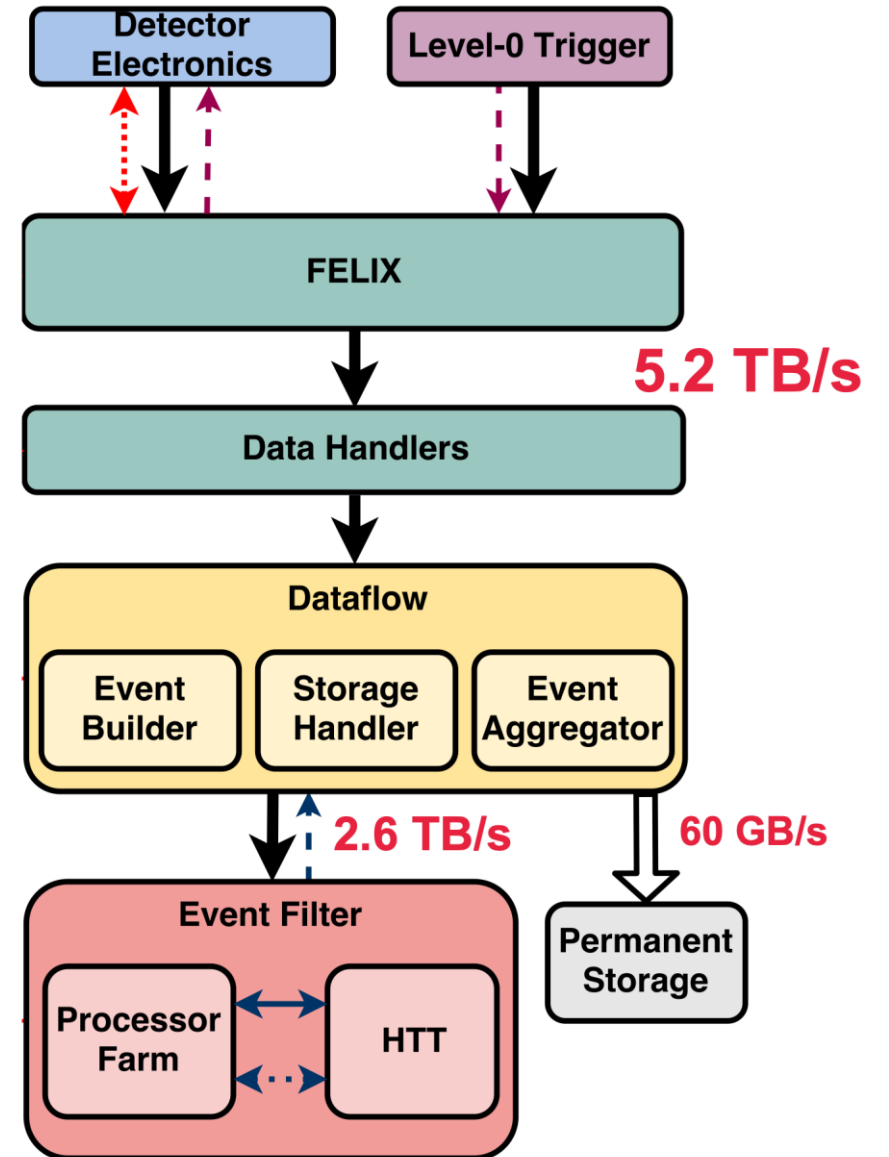 Detector
Electronics
Level-0 Trigger
FELIX
5.2 TB/s
Data Handlers
Dataflow
Event
Builder
Storage
Handler
Event
Aggregator
2.6 TB/s
60 GB/s
Event Filter
Processor
Farm
HTT
Permanent
Storage